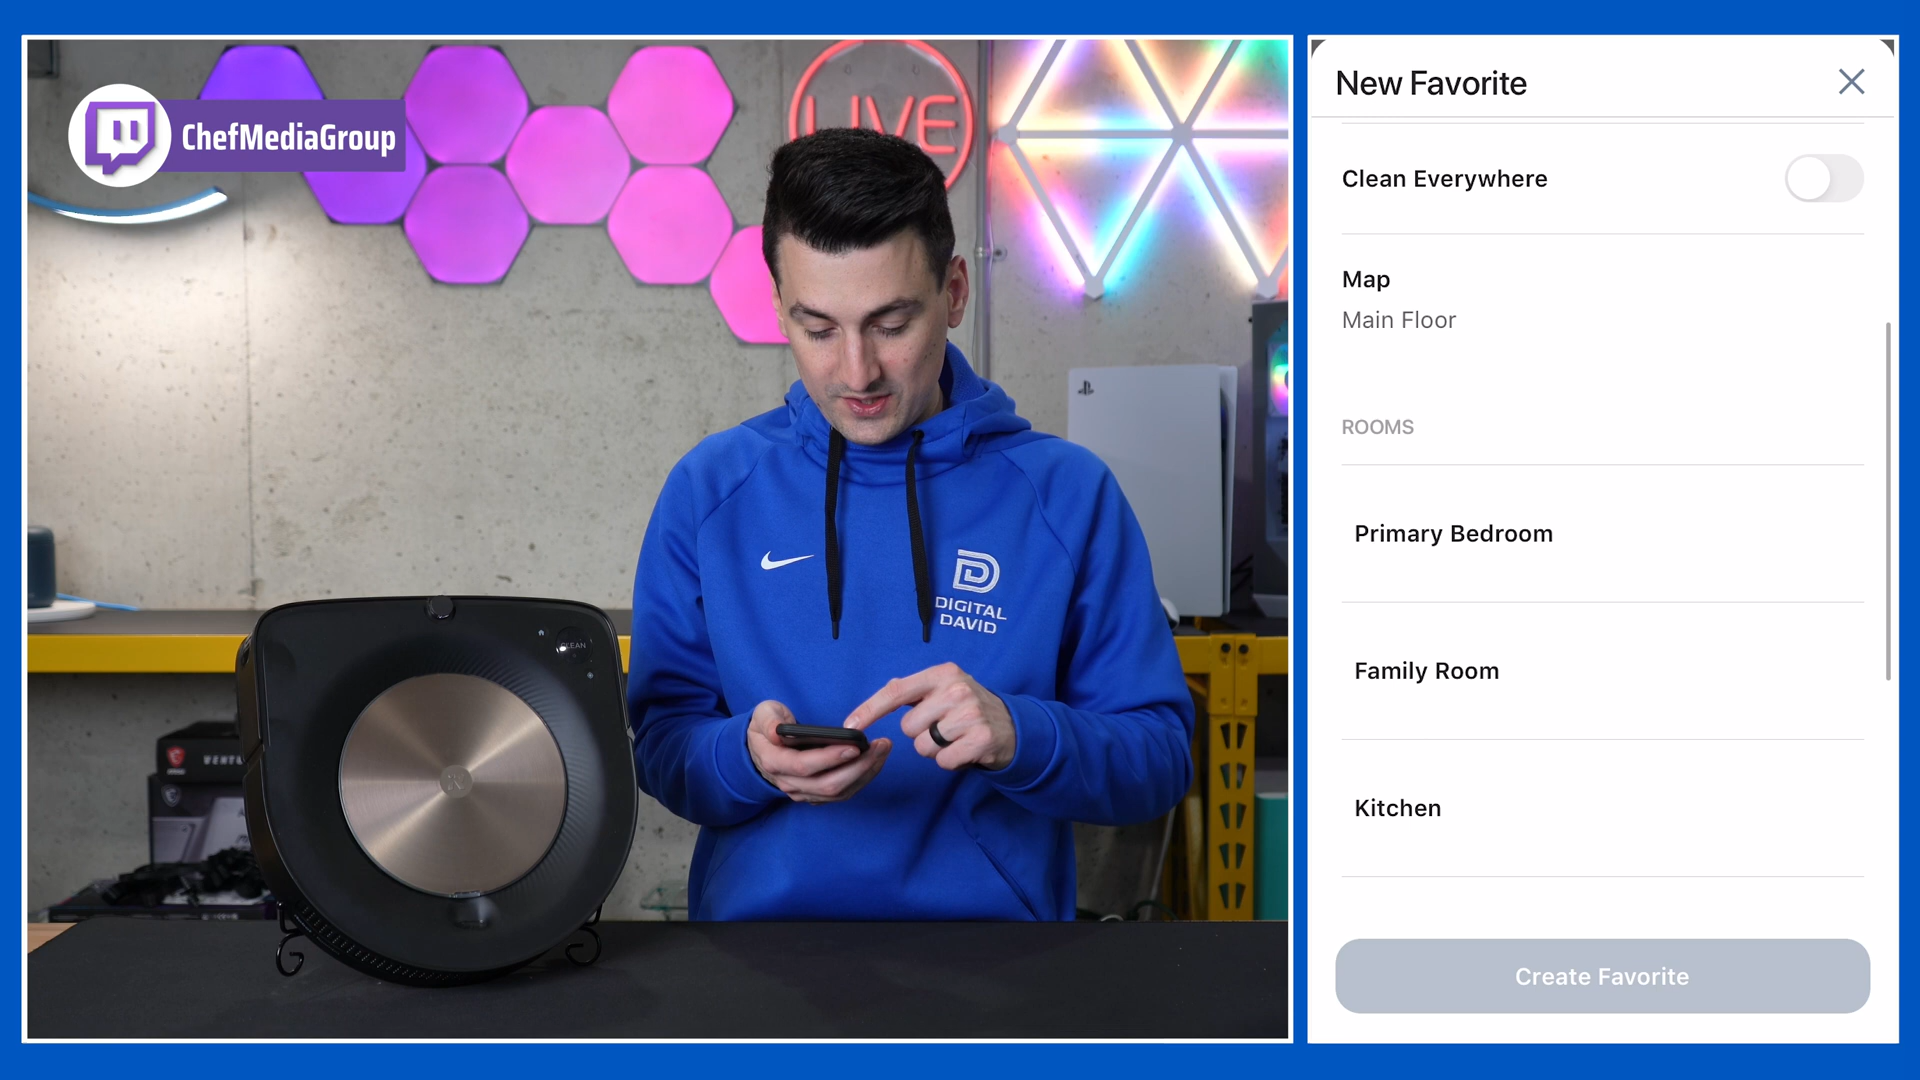 ChefMediaGroup
LIVE
CLEAN
DIGITAL
DAVID
New Favorite
Clean Everywhere
Map
Main Floor
ROOMS
Primary Bedroom
Family Room
Kitchen
Create Favorite